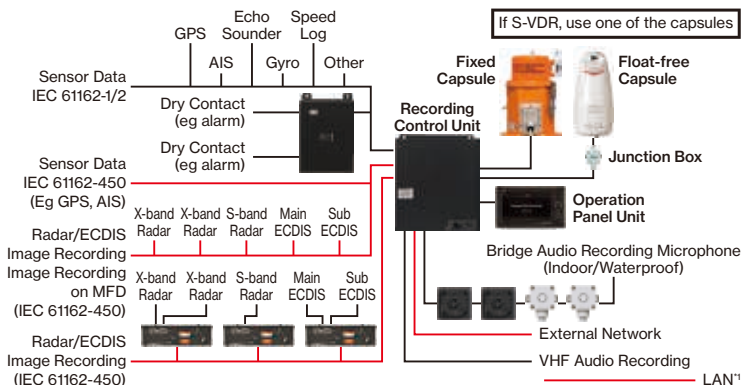 If S-VDR, use one of the capsules
Echo Speed
GPS Sounder Log
AIS Gyro Other
Sensor Data
IEC 61162-1/2
Dry Contact
(eg alarm)
Dry Contact
(eg alarm)
Fixed
Capsule
Float-free
Capsule
Recording
Control Unit
Junction Box
Sensor Data
IEC 61162-450
(Eg GPS, AIS)
Operation
Panel Unit
X-band X-band S-band Main Sub
Radar Radar Radar ECDIS ECDIS
Radar/ECDIS
Image Recording
Bridge Audio Recording Microphone
(Indoor/Waterproof)
Image Recording
on MFD
(IEC 61162-450)
X-band X-band S-band Main Sub
Radar Radar Radar ECDIS ECDIS
Radar/ECDIS
Image Recording
(IEC 61162-450)
External Network
VHF Audio Recording
LAN*1